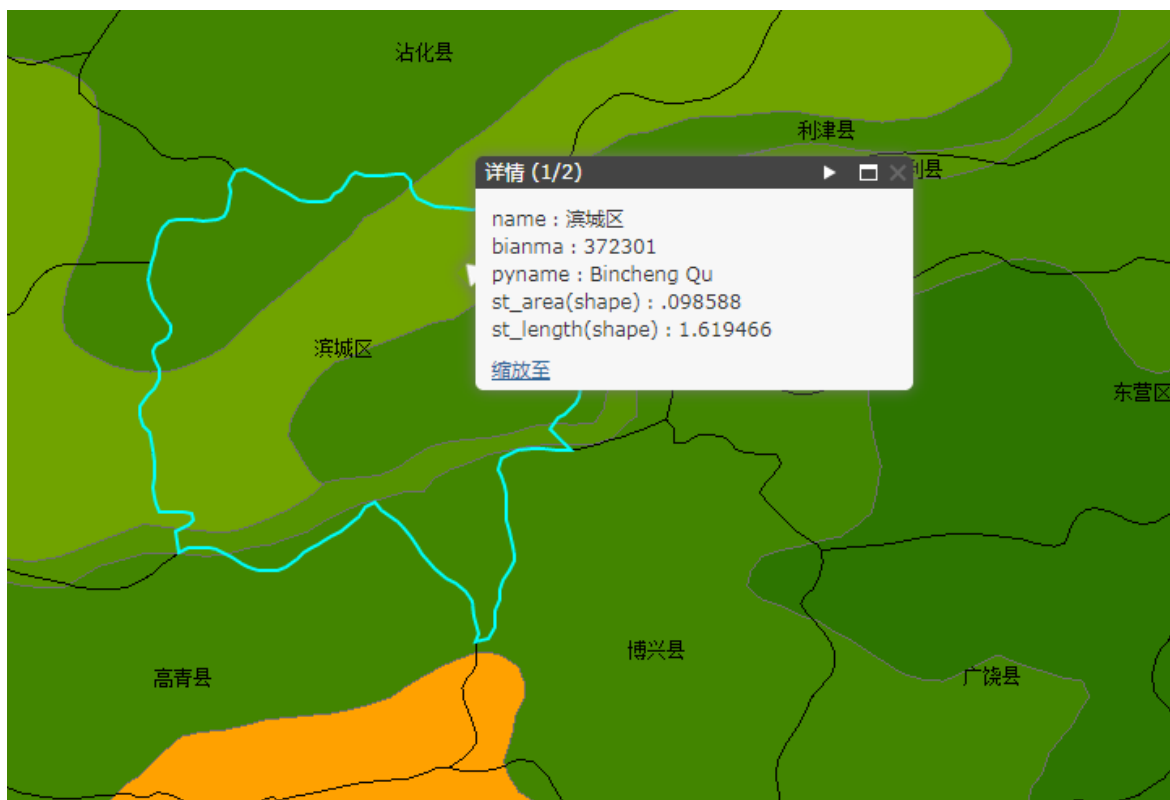 沾化县
利津县
利县
详情 (1/2)
name : 滨城区
bianma : 372301
pyname : Bincheng Qu
st_area(shape) : .098588
st_length(shape) : 1.619466
缩放至
滨城区
东营区
博兴县
高青县
广饶县